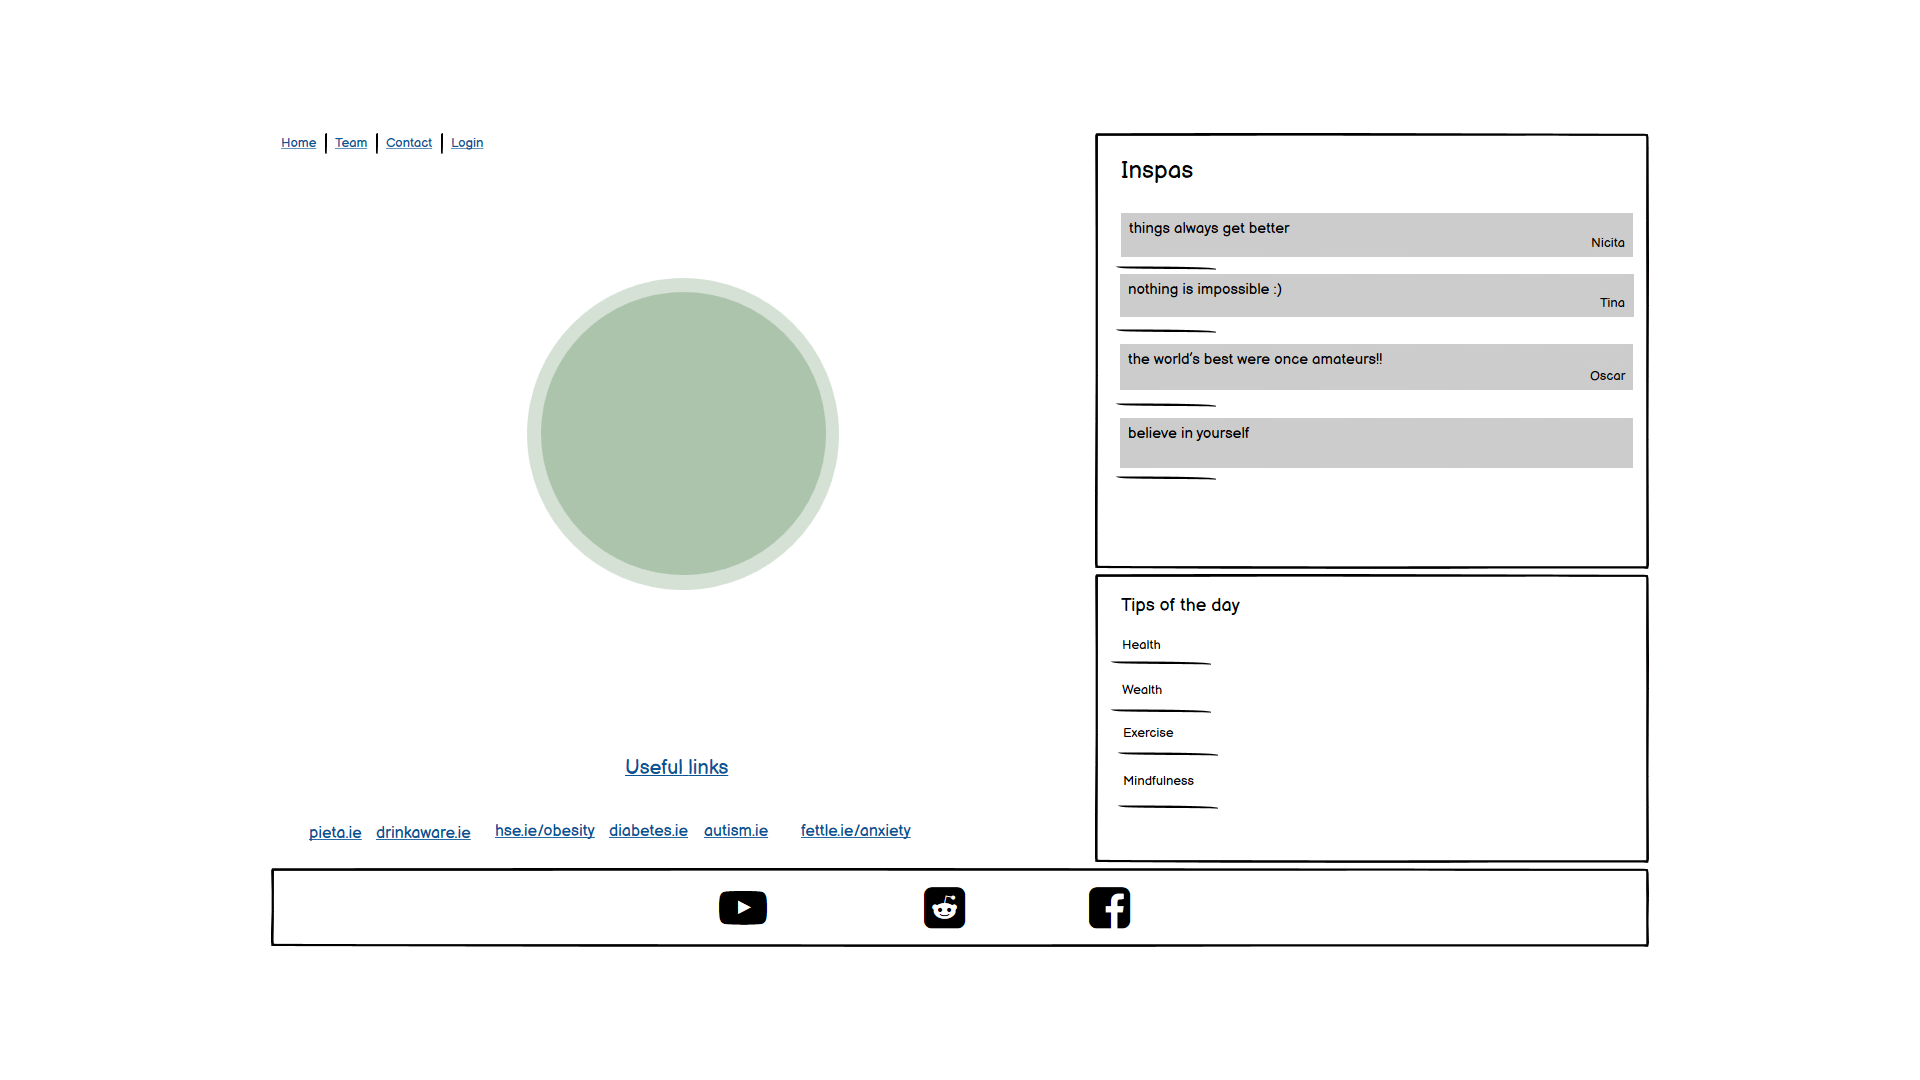 Home | Team | Contact | Login
Inspas
things always get better
Nicita
nothing is impossible :)
Tina
the world's best were once amateurs!!
Oscar
believe in yourself
Tips of the day
Health
Wealth
Exercise
Mindfulness
Useful links
pieta.ie drinkaware.ie hse.ie/obesity diabetes.ie autism.ie fettle.ie/anxiety